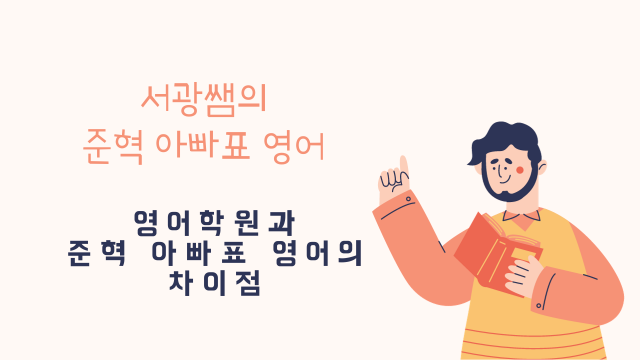 서광쌤의
준혁 아빠표 영어
영어학원과
준혁 아빠표 영어의
차이점